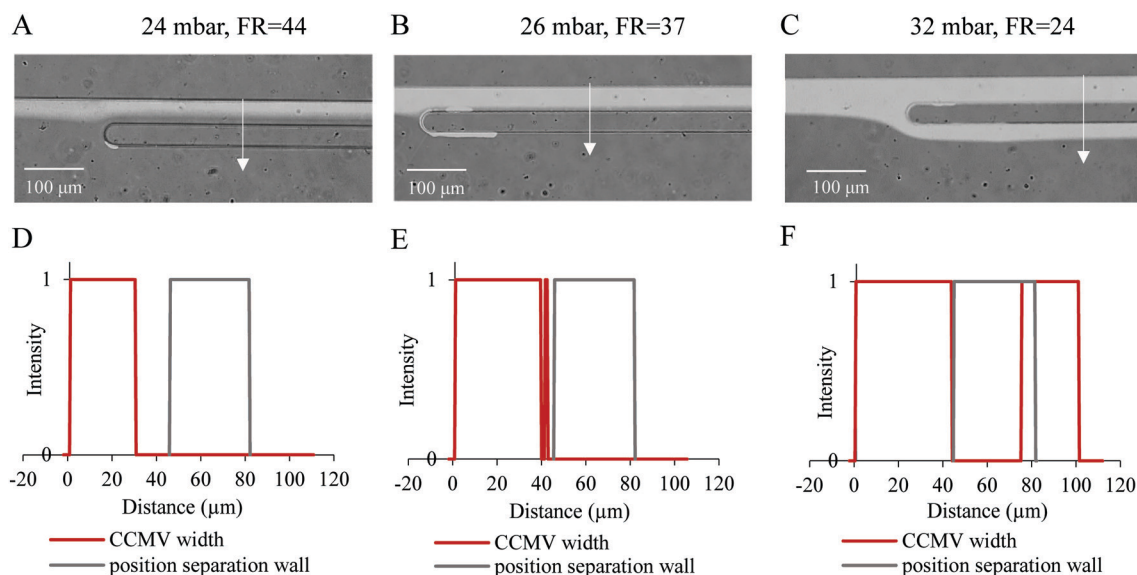 A
24 mbar, FR=44
B
26 mbar, FR=37
C
32 mbar, FR=24
100 µm
100 µm
100 µm
D
E
F
1
1
1
Intensity
Intensity
Intensity
0
0
0
-20 0 20 40 60 80 100 120
-20 0 20 40 60 80 100 120
-20 0 20 40 60 80 100 120
Distance (µm)
Distance (µm)
Distance (µm)
CCMV width
CCMV width
CCMV width
position separation wall
position separation wall
position separation wall